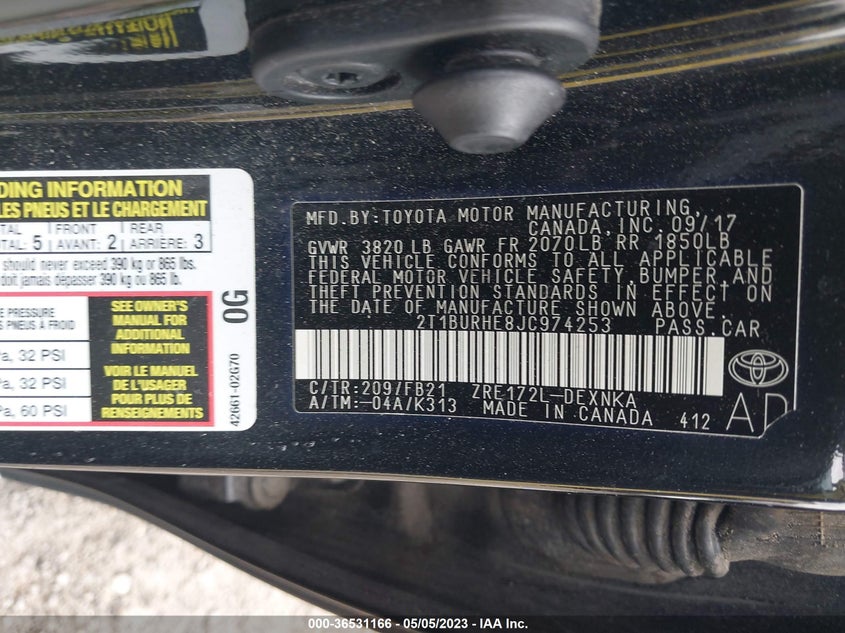 DING INFORMATION
LES PNEUS ET LE CHARGEMENT
TAL FRONT REAR
TAL: 5 AVANT: 2 ARRIÈRE: 3
should never exceed 390 kg or 865 lbs.
doit jamais dépasser 390 kg ou 865 lb.
PRESSURE
PNEUS À FROID
Pa, 32 PSI
Pa, 32 PSI
Pa, 60 PSI
SEE OWNER'S
MANUAL FOR
ADDITIONAL
INFORMATION
VOIR LE MANUEL
DE L'USAGER
POUR PLUS DE
RENSEIGNEMENTS
0G
42661-02G70
MFD.BY:TOYOTA MOTOR MANUFACTURING,
CANADA, INC. 09/17
GVWR 3820 LB GAWR FR 2070LB RR 1850LB
THIS VEHICLE CONFORMS TO ALL APPLICABLE
FEDERAL MOTOR VEHICLE SAFETY, BUMPER, AND
THEFT PREVENTION STANDARDS IN EFFECT ON
THE DATE OF MANUFACTURE SHOWN ABOVE.
2T1BURHE8JC974253 PASS.CAR
C/TR:209/FB21 ZRE172L-DEXNKA
A/TM:-04A/K313 MADE IN CANADA 412
TOYOTA
000-36531166 - 05/05/2023 - IAA Inc.